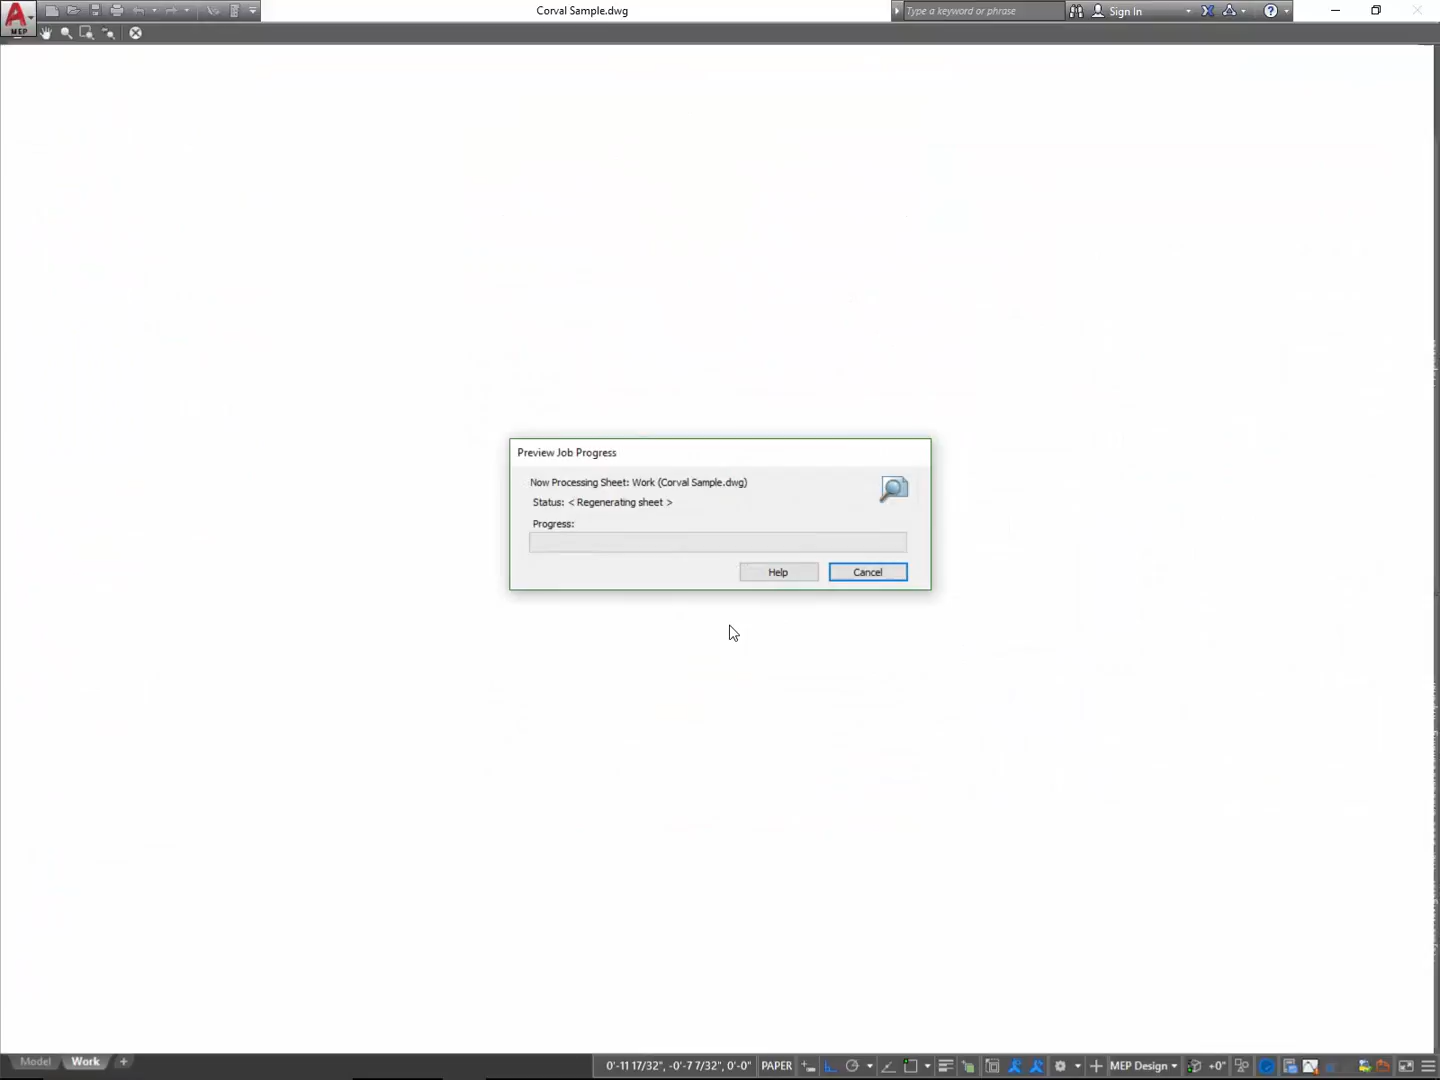 Corval Sample.dwg
Type a keyword or phrase
Sign In
MEP
Preview Job Progress
Now Processing Sheet: Work (Corval Sample.dwg)
Status: < Regenerating sheet >
Progress:
Help
Cancel
Model
Work
0'-11 17/32", -0'-7 7/32", 0'-0"
PAPER
MEP Design
+0"